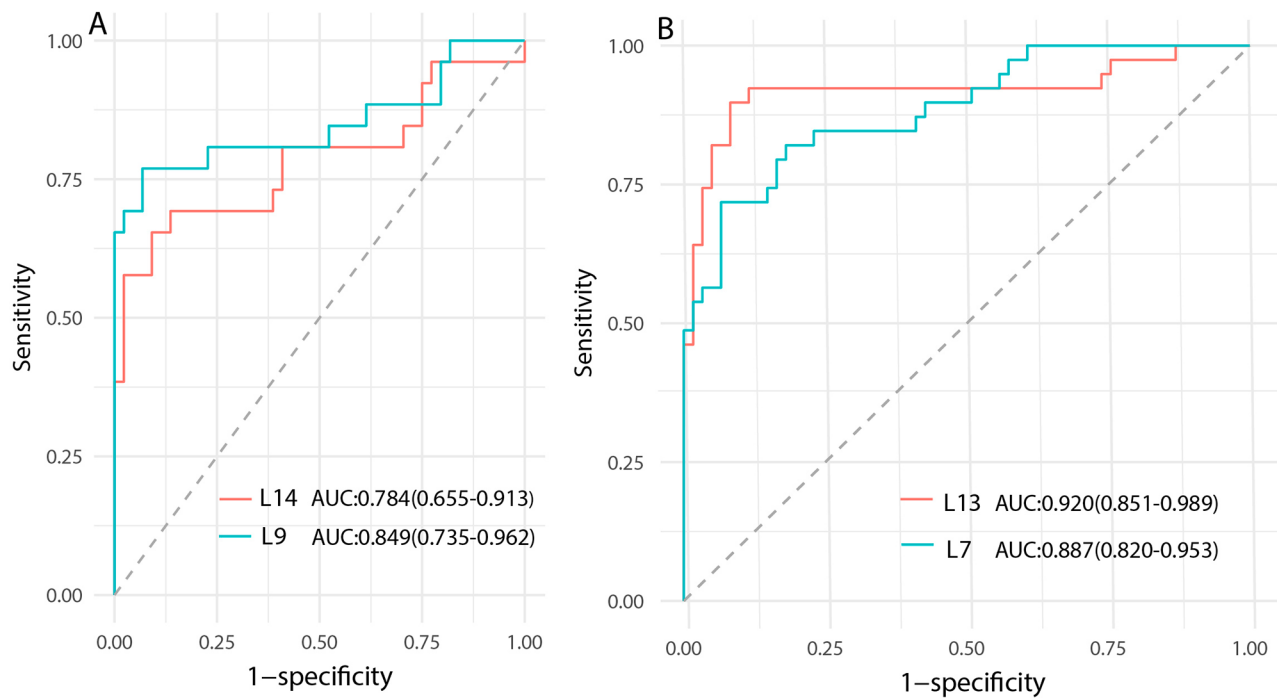 A
1.00
0.75
0.50
0.25
0.00
Sensitivity
L14 AUC:0.784(0.655-0.913)
L9 AUC:0.849(0.735-0.962)
0.00 0.25 0.50 0.75 1.00
1−specificity
B
1.00
0.75
0.50
0.25
0.00
Sensitivity
L13 AUC:0.920(0.851-0.989)
L7 AUC:0.887(0.820-0.953)
0.00 0.25 0.50 0.75 1.00
1−specificity